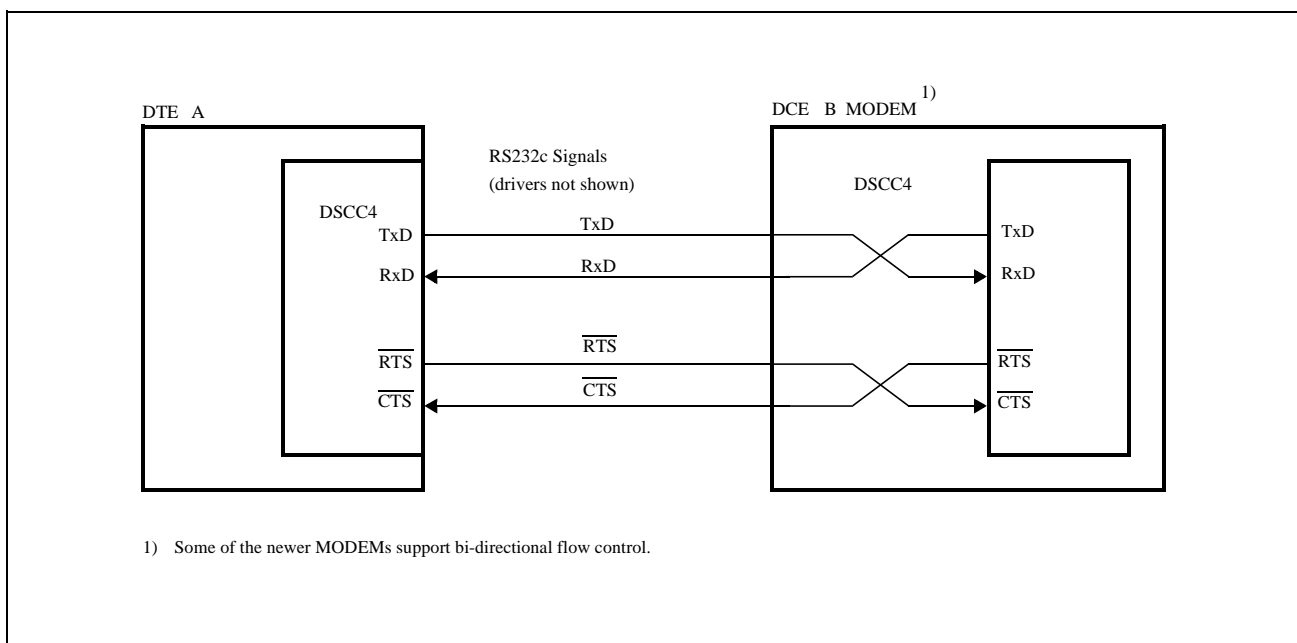 DTE A
DCE B MODEM 1)
RS232c Signals
(drivers not shown)
DSCC4
DSCC4
TxD
TxD
TxD
RxD
RxD
RxD
RTS
RTS
RTS
CTS
CTS
CTS
1) Some of the newer MODEMs support bi-directional flow control.